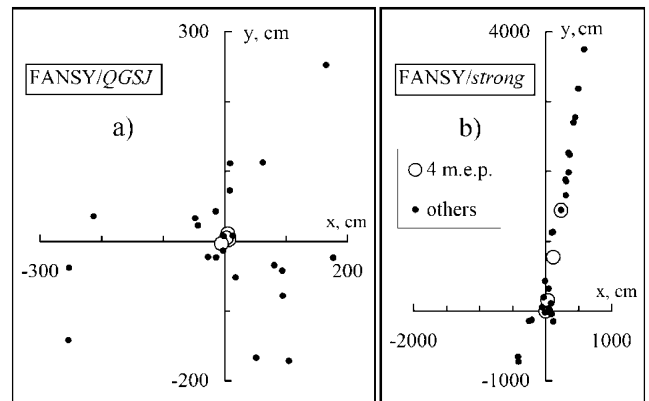 300
y, cm
FANSY/QGSJ
a)
x, cm
-300
200
-200
4000
y, cm
FANSY/strong
b)
4 m.e.p.
others
x, cm
-2000
1000
-1000